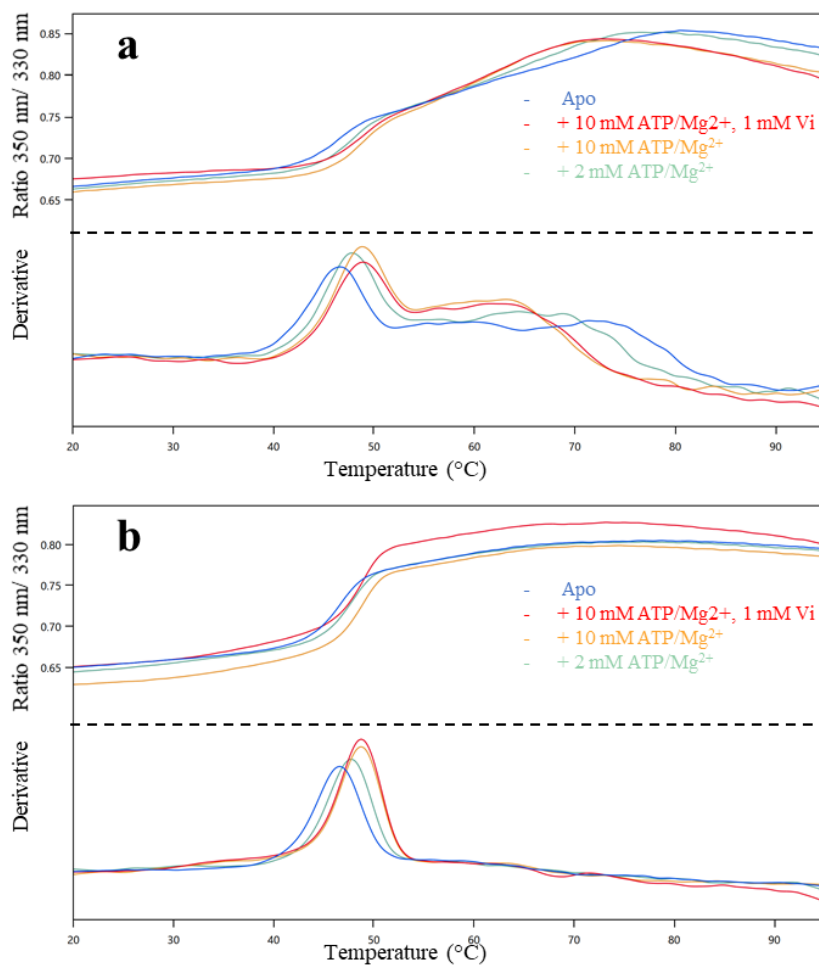 a
0.85
0.80
0.75
0.70
0.65
Ratio 350 nm/ 330 nm
- Apo
- + 10 mM ATP/Mg2+, 1 mM Vi
- + 10 mM ATP/Mg²⁺
- + 2 mM ATP/Mg²⁺
Derivative
20 30 40 50 60 70 80 90
Temperature (°C)
b
0.80
0.75
0.70
0.65
Ratio 350 nm/ 330 nm
- Apo
- + 10 mM ATP/Mg2+, 1 mM Vi
- + 10 mM ATP/Mg²⁺
- + 2 mM ATP/Mg²⁺
Derivative
20 30 40 50 60 70 80 90
Temperature (°C)